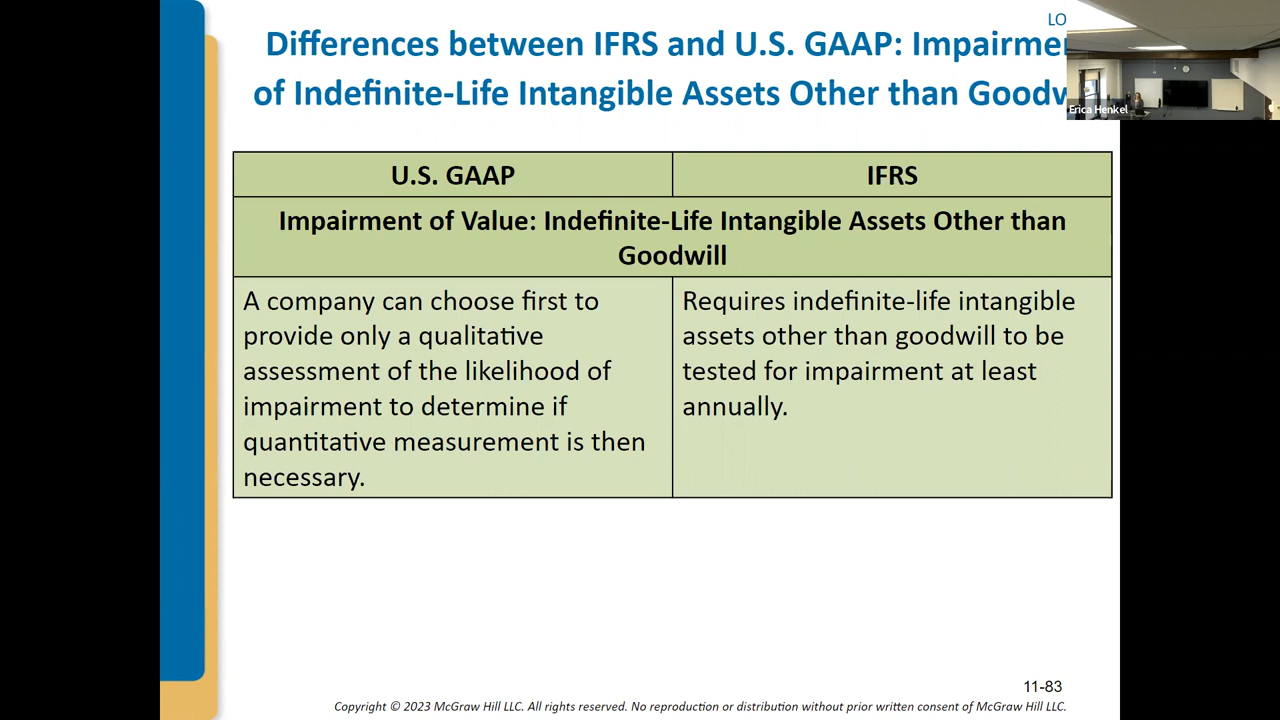 LO
Differences between IFRS and U.S. GAAP: Impairme
of Indefinite-Life Intangible Assets Other than Goodw
Erica Henkel
U.S. GAAP
IFRS
Impairment of Value: Indefinite-Life Intangible Assets Other than
Goodwill
A company can choose first to
provide only a qualitative
assessment of the likelihood of
impairment to determine if
quantitative measurement is then
necessary.
Requires indefinite-life intangible
assets other than goodwill to be
tested for impairment at least
annually.
11-83
Copyright © 2023 McGraw Hill LLC. All rights reserved. No reproduction or distribution without prior written consent of McGraw Hill LLC.